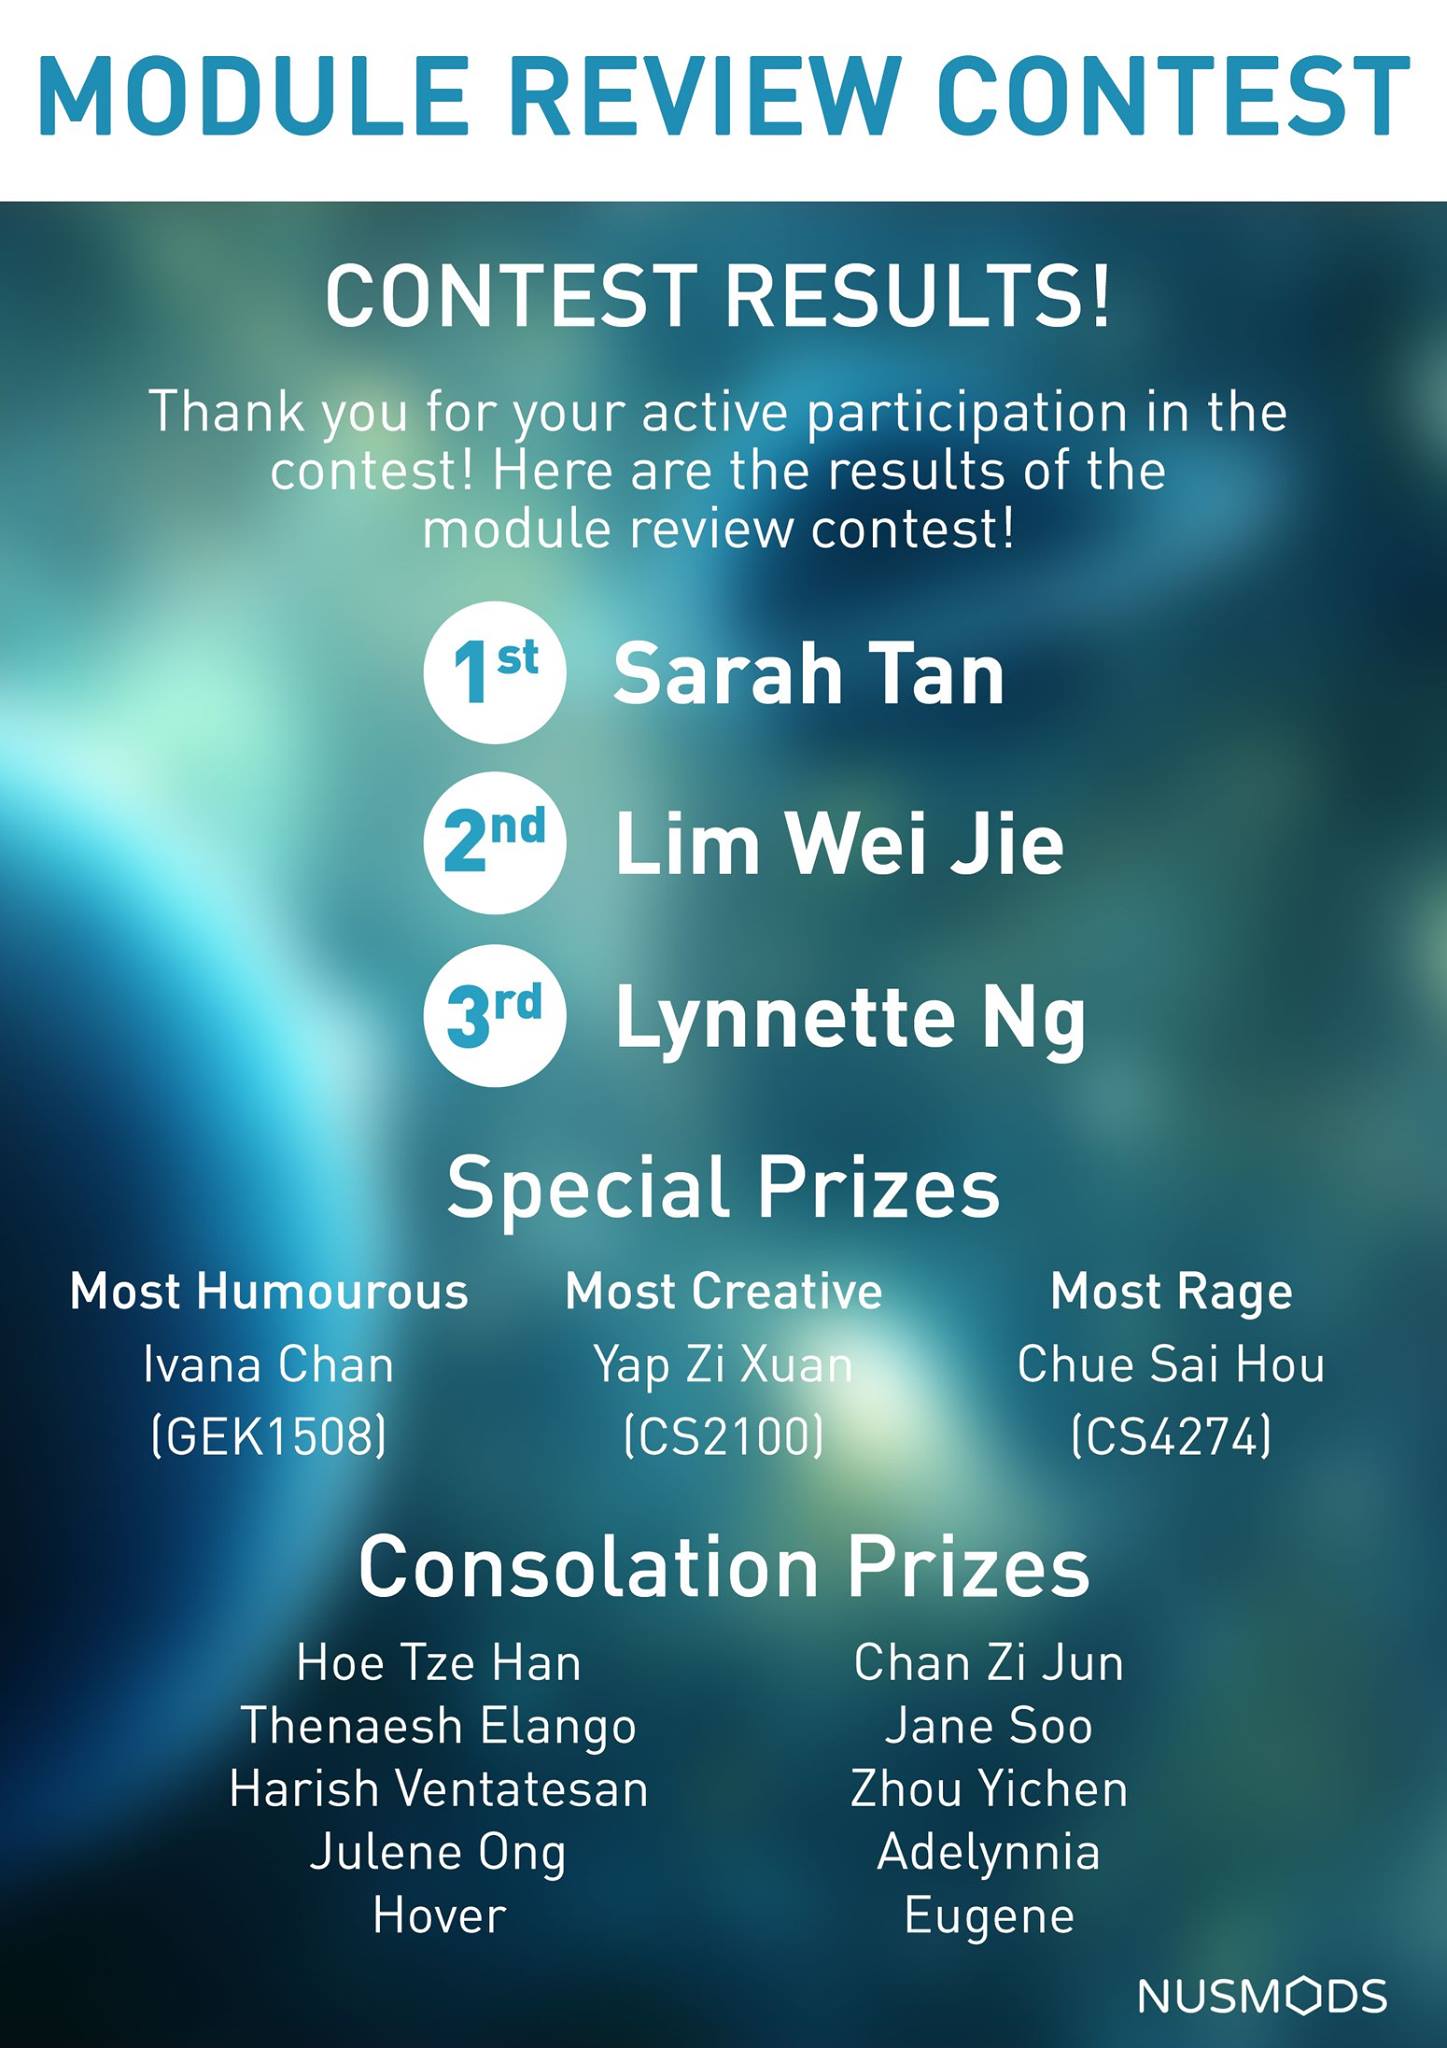 MODULE REVIEW CONTEST
CONTEST RESULTS!
Thank you for your active participation in the
contest! Here are the results of the
module review contest!
1st Sarah Tan
2nd Lim Wei Jie
3rd Lynnette Ng
Special Prizes
Most Humourous
Ivana Chan
(GEK1508)
Most Creative
Yap Zi Xuan
(CS2100)
Most Rage
Chue Sai Hou
(CS4274)
Consolation Prizes
Hoe Tze Han
Thenaesh Elango
Harish Ventatesan
Julene Ong
Hover
Chan Zi Jun
Jane Soo
Zhou Yichen
Adelynnia
Eugene
NUSMODS